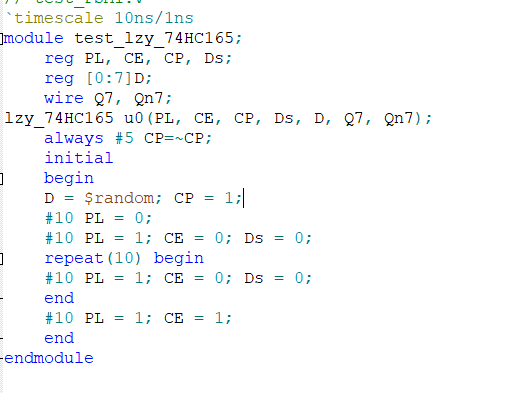 `timescale 10ns/1ns
module test_lzy_74HC165;
reg PL, CE, CP, Ds;
reg [0:7]D;
wire Q7, Qn7;
lzy_74HC165 u0(PL, CE, CP, Ds, D, Q7, Qn7);
always #5 CP=~CP;
initial
begin
D = $random; CP = 1;
#10 PL = 0;
#10 PL = 1; CE = 0; Ds = 0;
repeat(10) begin
#10 PL = 1; CE = 0; Ds = 0;
end
#10 PL = 1; CE = 1;
end
endmodule